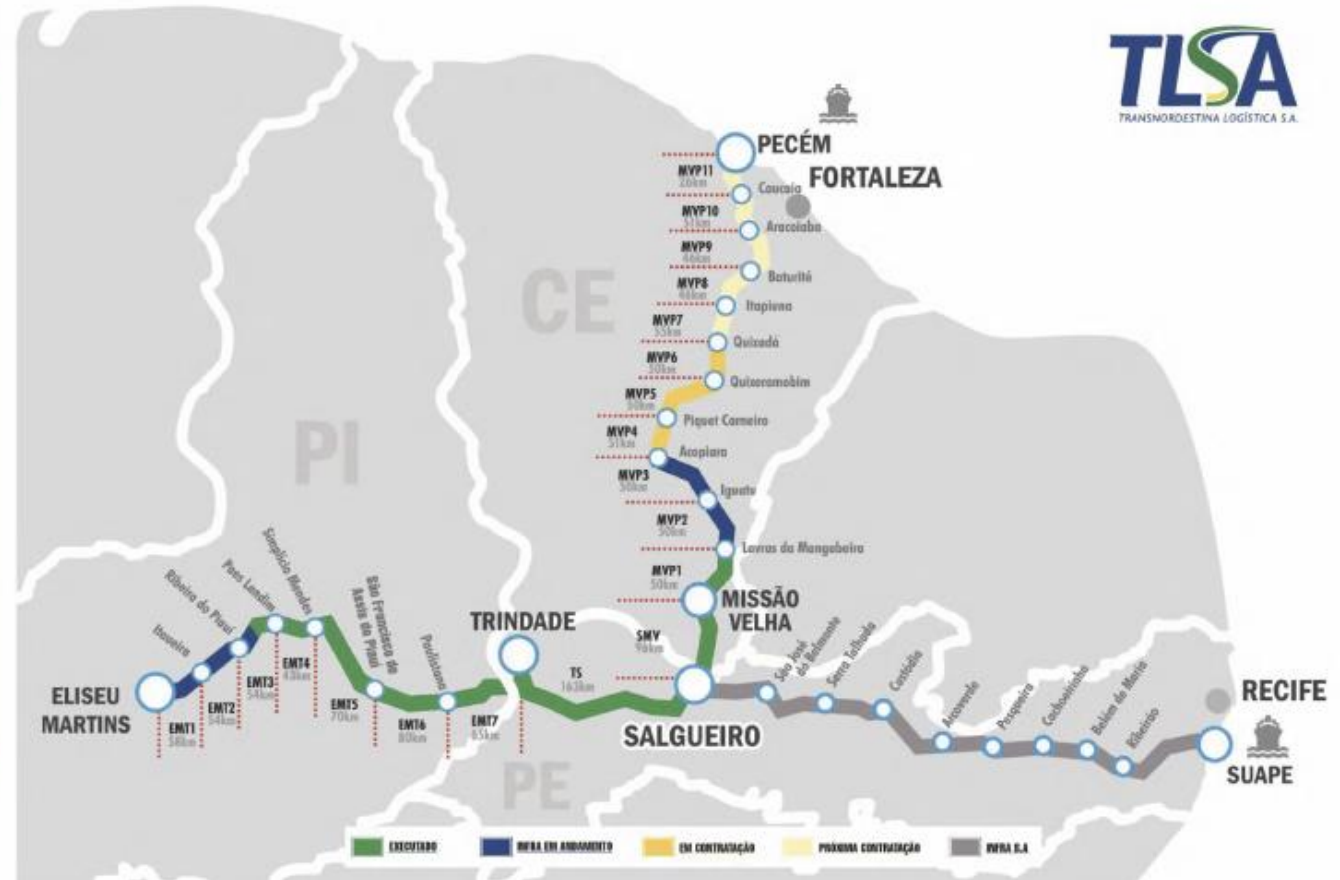 TLSA
TRANSNORDESTINA LOGÍSTICA S.A.
PECÉM
FORTALEZA
MVP11
26km
Caucaia
MVP10
51km
Aracoiaba
MVP9
46km
Baturité
MVP8
46km
Itapiuna
MVP7
Quixadá
MVP6
50km
Quixeramobim
MVP5
50km
Piquet Carneiro
MVP4
51km
Acopiara
MVP3
50km
Iguatu
MVP2
50km
Lavras da Mangabeira
MVP1
50km
MISSÃO
VELHA
SMV
96km
CE
PI
PE
ELISEU
MARTINS
Itaueira
Ribeira do Piauí
Paes Landim
Simplício Mendes
São Francisco de
Assis do Piauí
Paulistana
TRINDADE
EMT1
58km
EMT2
54km
EMT3
54km
EMT4
43km
EMT5
70km
EMT6
80km
EMT7
65km
TS
163km
SALGUEIRO
São José
do Belmonte
Serra Talhada
Custódia
Arcoverde
Pesqueira
Cachoeirinha
Belém de Maria
Ribeirão
RECIFE
SUAPE
EXECUTADO
INFRA EM ANDAMENTO
EM CONTRATAÇÃO
PRÓXIMA CONTRATAÇÃO
INFRA S.A